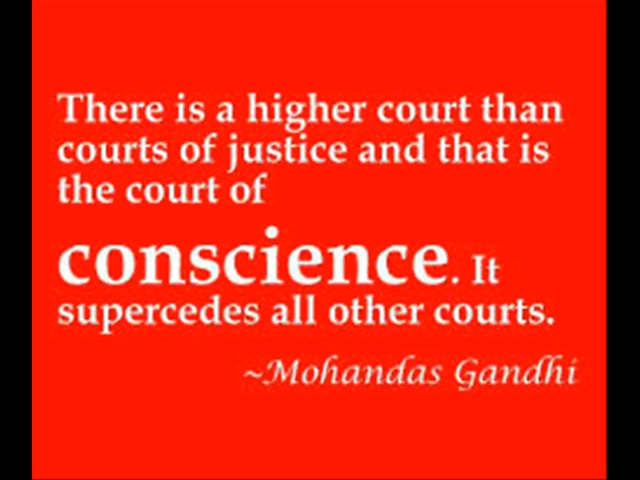 There is a higher court than
courts of justice and that is
the court of
conscience. It
supercedes all other courts.
~Mohandas Gandhi